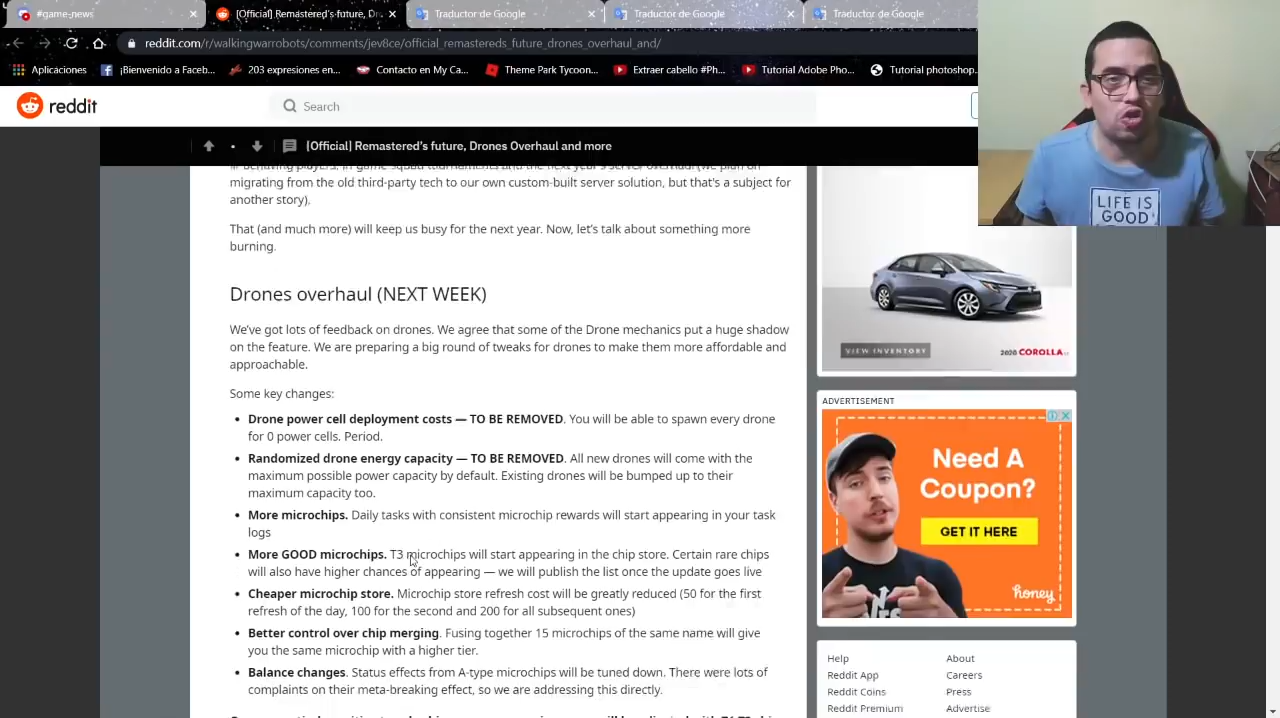 #game_news
[Official] Remastered's future, Dr
Traductor de Google
Traductor de Google
Traductor de Google
reddit.com/r/walkingwarrobots/comments/jev8ce/official_remastereds_future_drones_overhaul_and/
Aplicaciones
¡Bienvenido a Faceb...
203 expresiones en...
Contacto en My Ca...
Theme Park Tycoon...
Extraer cabello #Ph...
Tutorial Adobe Pho...
Tutorial photoshop
reddit
Search
[Official] Remastered's future, Drones Overhaul and more
migrating from the old third-party tech to our own custom-built server solution, but that's a subject for
another story).
That (and much more) will keep us busy for the next year. Now, let's talk about something more
burning.
Drones overhaul (NEXT WEEK)
We've got lots of feedback on drones. We agree that some of the Drone mechanics put a huge shadow
on the feature. We are preparing a big round of tweaks for drones to make them more affordable and
approachable.
Some key changes:
• Drone power cell deployment costs — TO BE REMOVED. You will be able to spawn every drone
for 0 power cells. Period.
• Randomized drone energy capacity — TO BE REMOVED. All new drones will come with the
maximum possible power capacity by default. Existing drones will be bumped up to their
maximum capacity too.
• More microchips. Daily tasks with consistent microchip rewards will start appearing in your task
logs
• More GOOD microchips. T3 microchips will start appearing in the chip store. Certain rare chips
will also have higher chances of appearing — we will publish the list once the update goes live
• Cheaper microchip store. Microchip store refresh cost will be greatly reduced (50 for the first
refresh of the day, 100 for the second and 200 for all subsequent ones)
• Better control over chip merging. Fusing together 15 microchips of the same name will give
you the same microchip with a higher tier.
• Balance changes. Status effects from A-type microchips will be tuned down. There were lots of
complaints on their meta-breaking effect, so we are addressing this directly.
LIFE IS
GOOD
VIEW INVENTORY
2020 COROLLA
ADVERTISEMENT
Need A
Coupon?
GET IT HERE
honey
Help
About
Reddit App
Careers
Reddit Coins
Press
Reddit Premium
Advertise